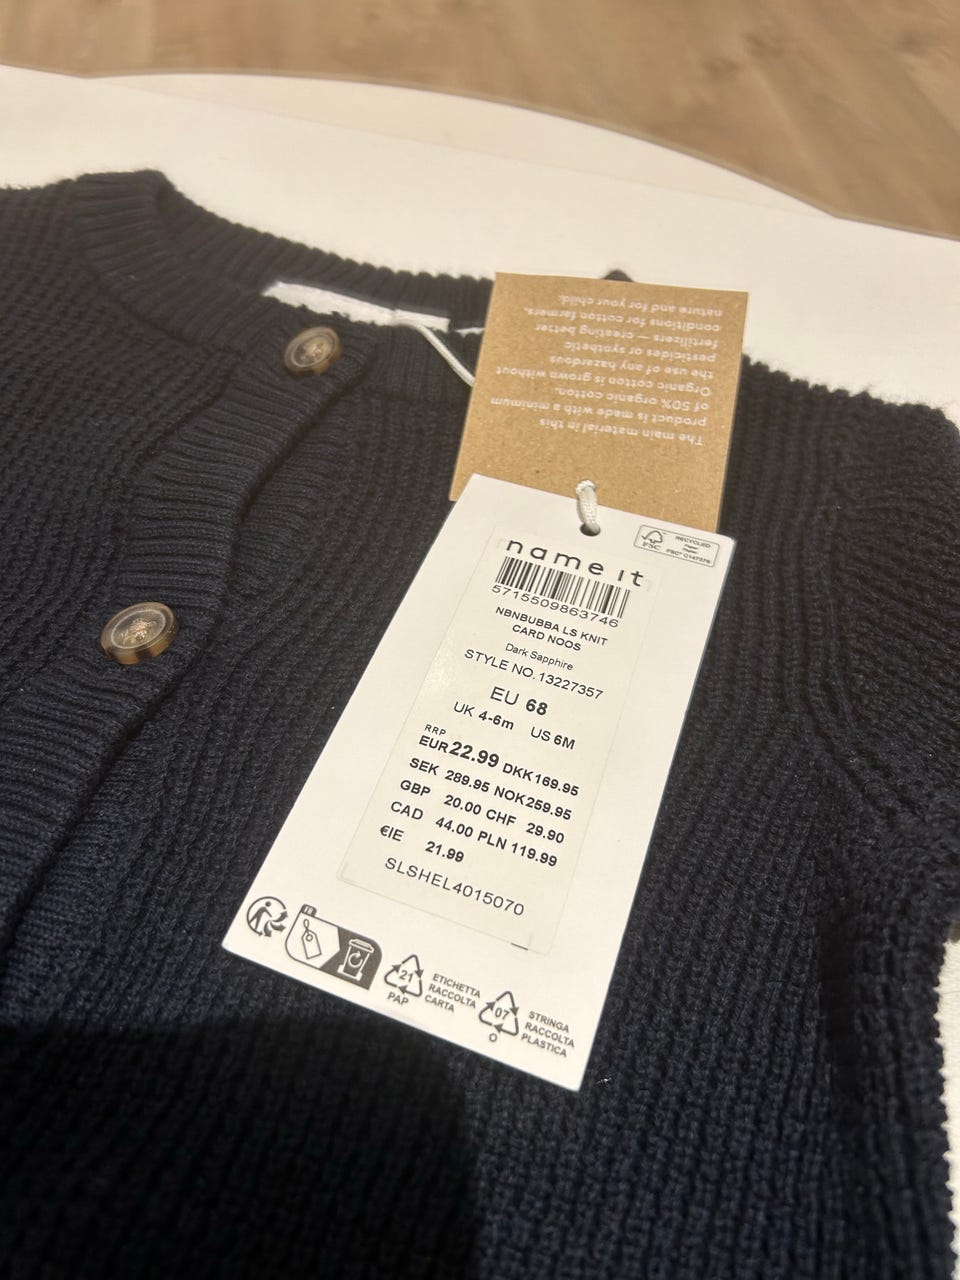 The main material in this
product is made with a minimum
of 50% organic cotton.
Organic cotton is grown without
the use of any hazardous
pesticides or synthetic
fertilizers — creating better
conditions for cotton farmers,
nature and for your child.
FSC
RECYCLED
Paper
FSC® C147376
name it
5715509863746
NBNBUBBA LS KNIT
CARD NOOS
Dark Sapphire
STYLE NO. 13227357
EU 68
UK 4-6m US 6M
RRP
EUR 22.99 DKK 169.95
SEK 289.95 NOK 259.95
GBP 20.00 CHF 29.90
CAD 44.00 PLN 119.99
€IE 21.99
SLSHEL4015070
FR
21
PAP
ETICHETTA
RACCOLTA
CARTA
07
O
STRINGA
RACCOLTA
PLASTICA